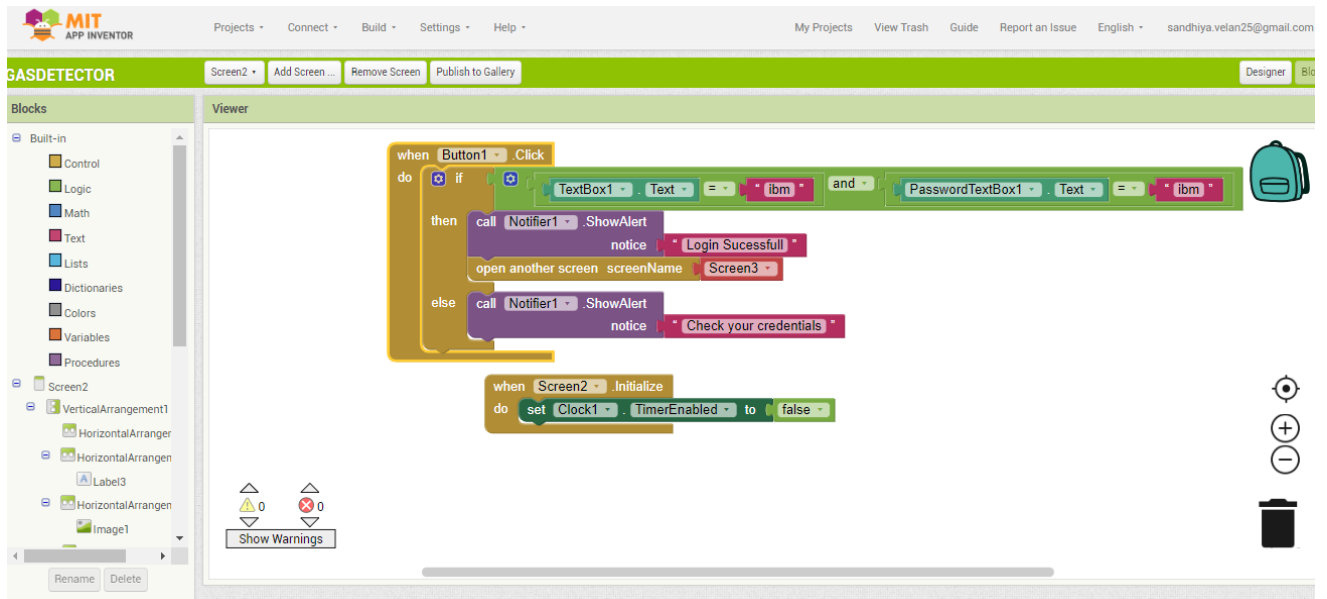 MIT
APP INVENTOR
Projects Connect Build Settings Help My Projects View Trash Guide Report an Issue English sandhiya.velan25@gmail.com
GASDETECTOR Screen2 Add Screen ... Remove Screen Publish to Gallery Designer Blo
Blocks Viewer
Built-in
Control
Logic
Math
Text
Lists
Dictionaries
Colors
Variables
Procedures
Screen2
VerticalArrangement1
HorizontalArranger
HorizontalArrangen
Label3
HorizontalArrangen
Image1
Rename Delete
when Button1 .Click
do if TextBox1 . Text = " ibm " and PasswordTextBox1 . Text = " ibm "
then call Notifier1 .ShowAlert
notice " Login Sucessfull "
open another screen screenName Screen3
else call Notifier1 .ShowAlert
notice " Check your credentials "
when Screen2 .Initialize
do set Clock1 . TimerEnabled to false
0 0
Show Warnings